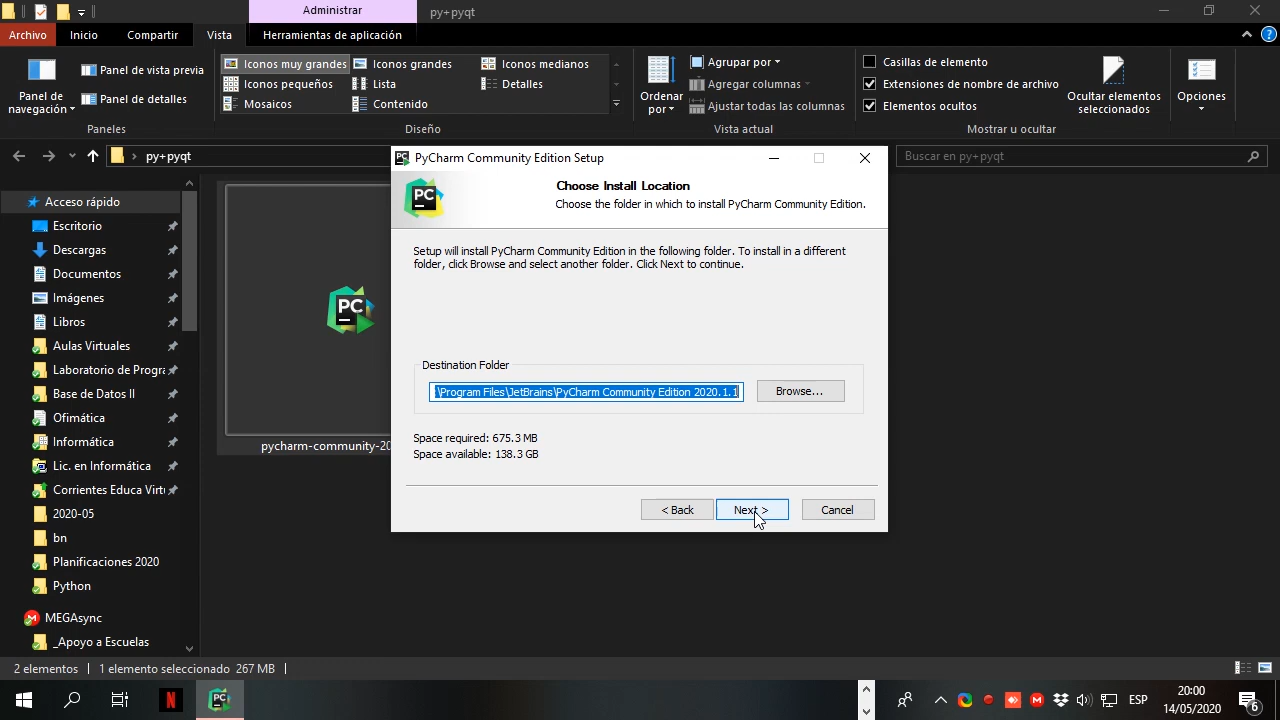 Administrar
py+pyqt
Archivo
Inicio
Compartir
Vista
Herramientas de aplicación
Panel de navegación
Panel de vista previa
Panel de detalles
Paneles
Iconos muy grandes
Iconos grandes
Iconos medianos
Iconos pequeños
Lista
Detalles
Mosaicos
Contenido
Diseño
Ordenar por
Agrupar por
Agregar columnas
Ajustar todas las columnas
Vista actual
Casillas de elemento
Extensiones de nombre de archivo
Elementos ocultos
Ocultar elementos seleccionados
Mostrar u ocultar
Opciones
py+pyqt
Buscar en py+pyqt
Acceso rápido
Escritorio
Descargas
Documentos
Imágenes
Libros
Aulas Virtuales
Laboratorio de Progra
Base de Datos II
Ofimática
Informática
Lic. en Informática
Corrientes Educa Virtu
2020-05
bn
Planificaciones 2020
Python
MEGAsync
_Apoyo a Escuelas
PC
pycharm-community-20
PC PyCharm Community Edition Setup
PC
Choose Install Location
Choose the folder in which to install PyCharm Community Edition.
Setup will install PyCharm Community Edition in the following folder. To install in a different
folder, click Browse and select another folder. Click Next to continue.
Destination Folder
\Program Files\JetBrains\PyCharm Community Edition 2020.1.1
Browse...
Space required: 675.3 MB
Space available: 138.3 GB
< Back
Next >
Cancel
2 elementos
1 elemento seleccionado 267 MB
N
PC
ESP
20:00
14/05/2020
6